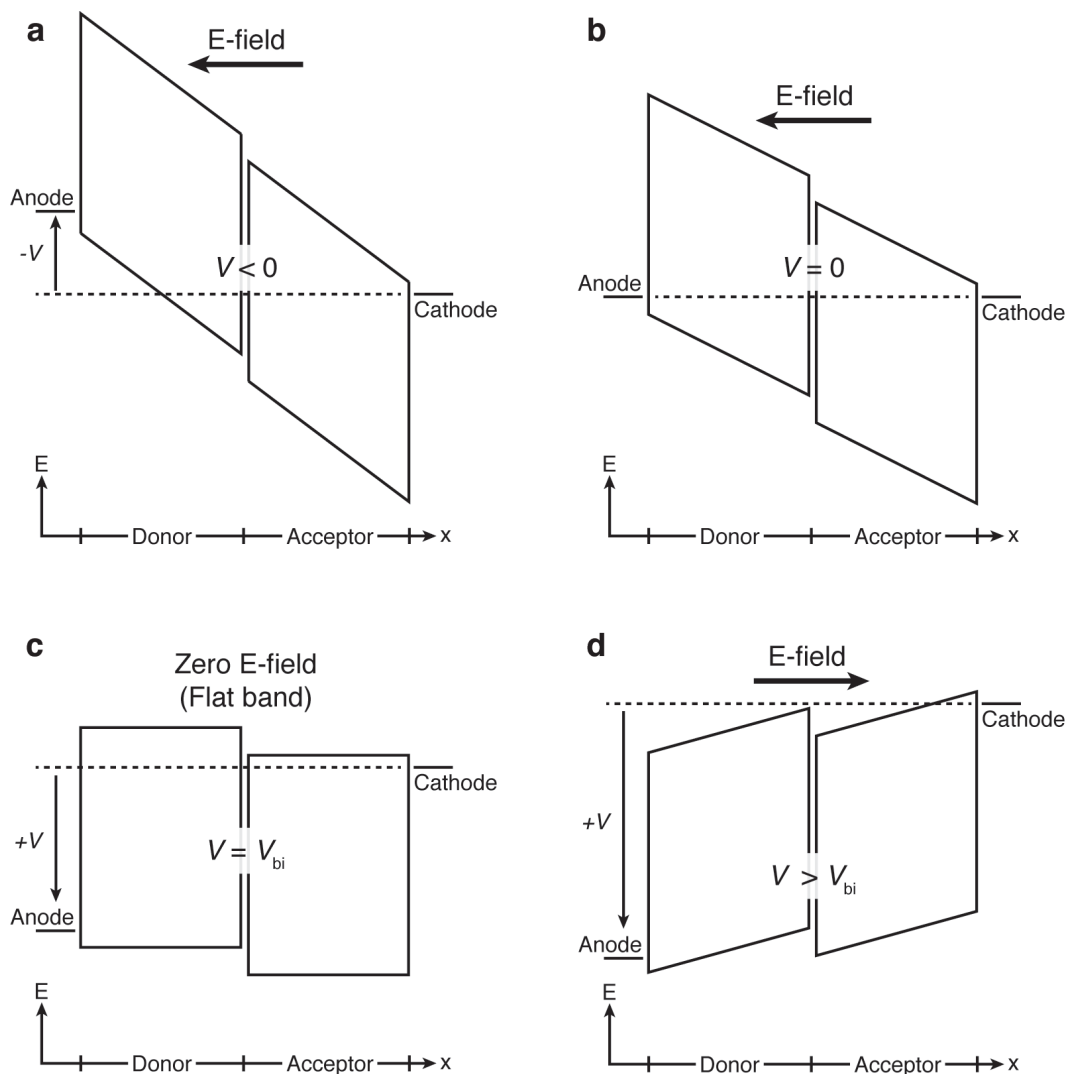 a
E-field
Anode
-V
V < 0
Cathode
E
Donor
Acceptor
x
b
E-field
Anode
V = 0
Cathode
E
Donor
Acceptor
x
c
Zero E-field
(Flat band)
Cathode
+V
V = Vbi
Anode
E
Donor
Acceptor
x
d
E-field
Cathode
+V
V > Vbi
Anode
E
Donor
Acceptor
x